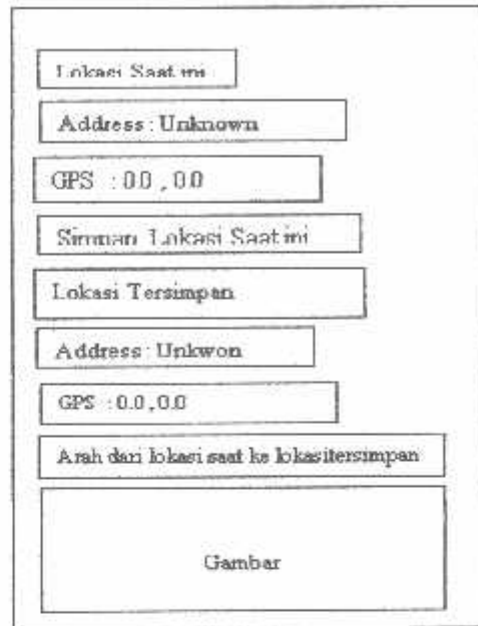 Lokasi Saat ini
Address : Unknown
GPS : 0.0 , 0.0
Simpan Lokasi Saat ini
Lokasi Tersimpan
Address : Unkwon
GPS : 0.0 , 0.0
Arah dari lokasi saat ke lokasitersimpan
Gambar